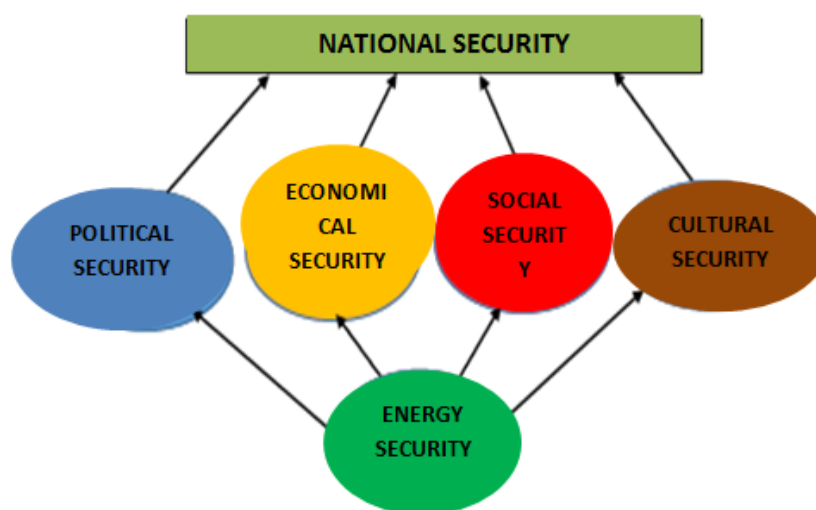 NATIONAL SECURITY
POLITICAL
SECURITY
ECONOMI
CAL
SECURITY
SOCIAL
SECURIT
Y
CULTURAL
SECURITY
ENERGY
SECURITY